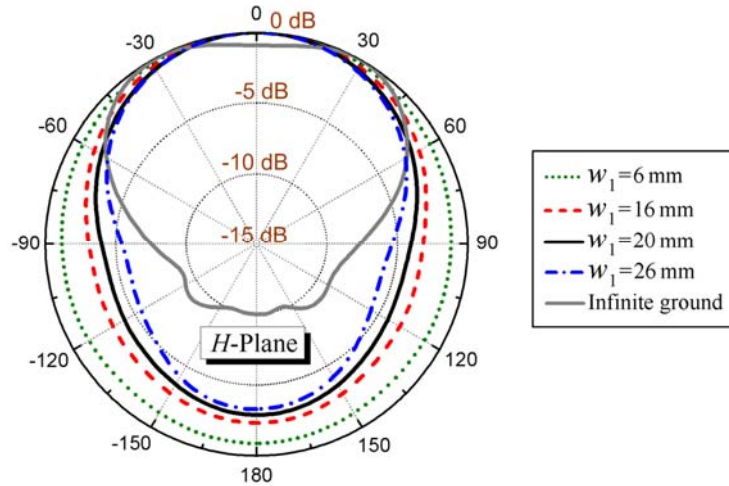 0
0 dB
-30
30
-5 dB
-60
60
-10 dB
-90
-15 dB
90
H-Plane
-120
120
-150
150
180
w1=6 mm
w1=16 mm
w1=20 mm
w1=26 mm
Infinite ground